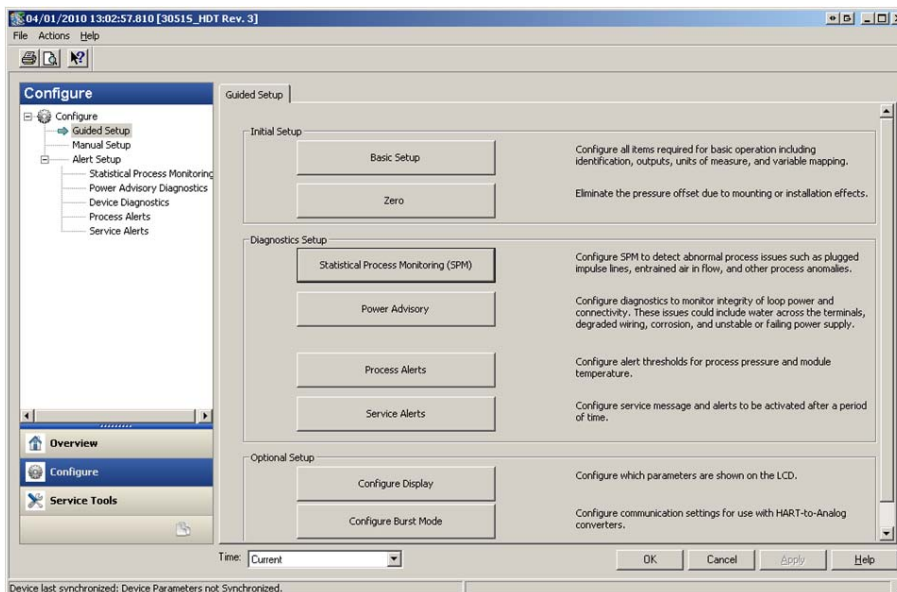 04/01/2010 13:02:57.810 [3051S_HDT Rev. 3]
File Actions Help
Configure
Configure
Guided Setup
Manual Setup
Alert Setup
Statistical Process Monitoring
Power Advisory Diagnostics
Device Diagnostics
Process Alerts
Service Alerts
Overview
Configure
Service Tools
Guided Setup
Initial Setup
Basic Setup
Configure all items required for basic operation including
identification, outputs, units of measure, and variable mapping.
Zero
Eliminate the pressure offset due to mounting or installation effects.
Diagnostics Setup
Statistical Process Monitoring (SPM)
Configure SPM to detect abnormal process issues such as plugged
impulse lines, entrained air in flow, and other process anomalies.
Power Advisory
Configure diagnostics to monitor integrity of loop power and
connectivity. These issues could include water across the terminals,
degraded wiring, corrosion, and unstable or failing power supply.
Process Alerts
Configure alert thresholds for process pressure and module
temperature.
Service Alerts
Configure service message and alerts to be activated after a period
of time.
Optional Setup
Configure Display
Configure which parameters are shown on the LCD.
Configure Burst Mode
Configure communication settings for use with HART-to-Analog
converters.
Time: Current
OK Cancel Apply Help
Device last synchronized: Device Parameters not Synchronized.